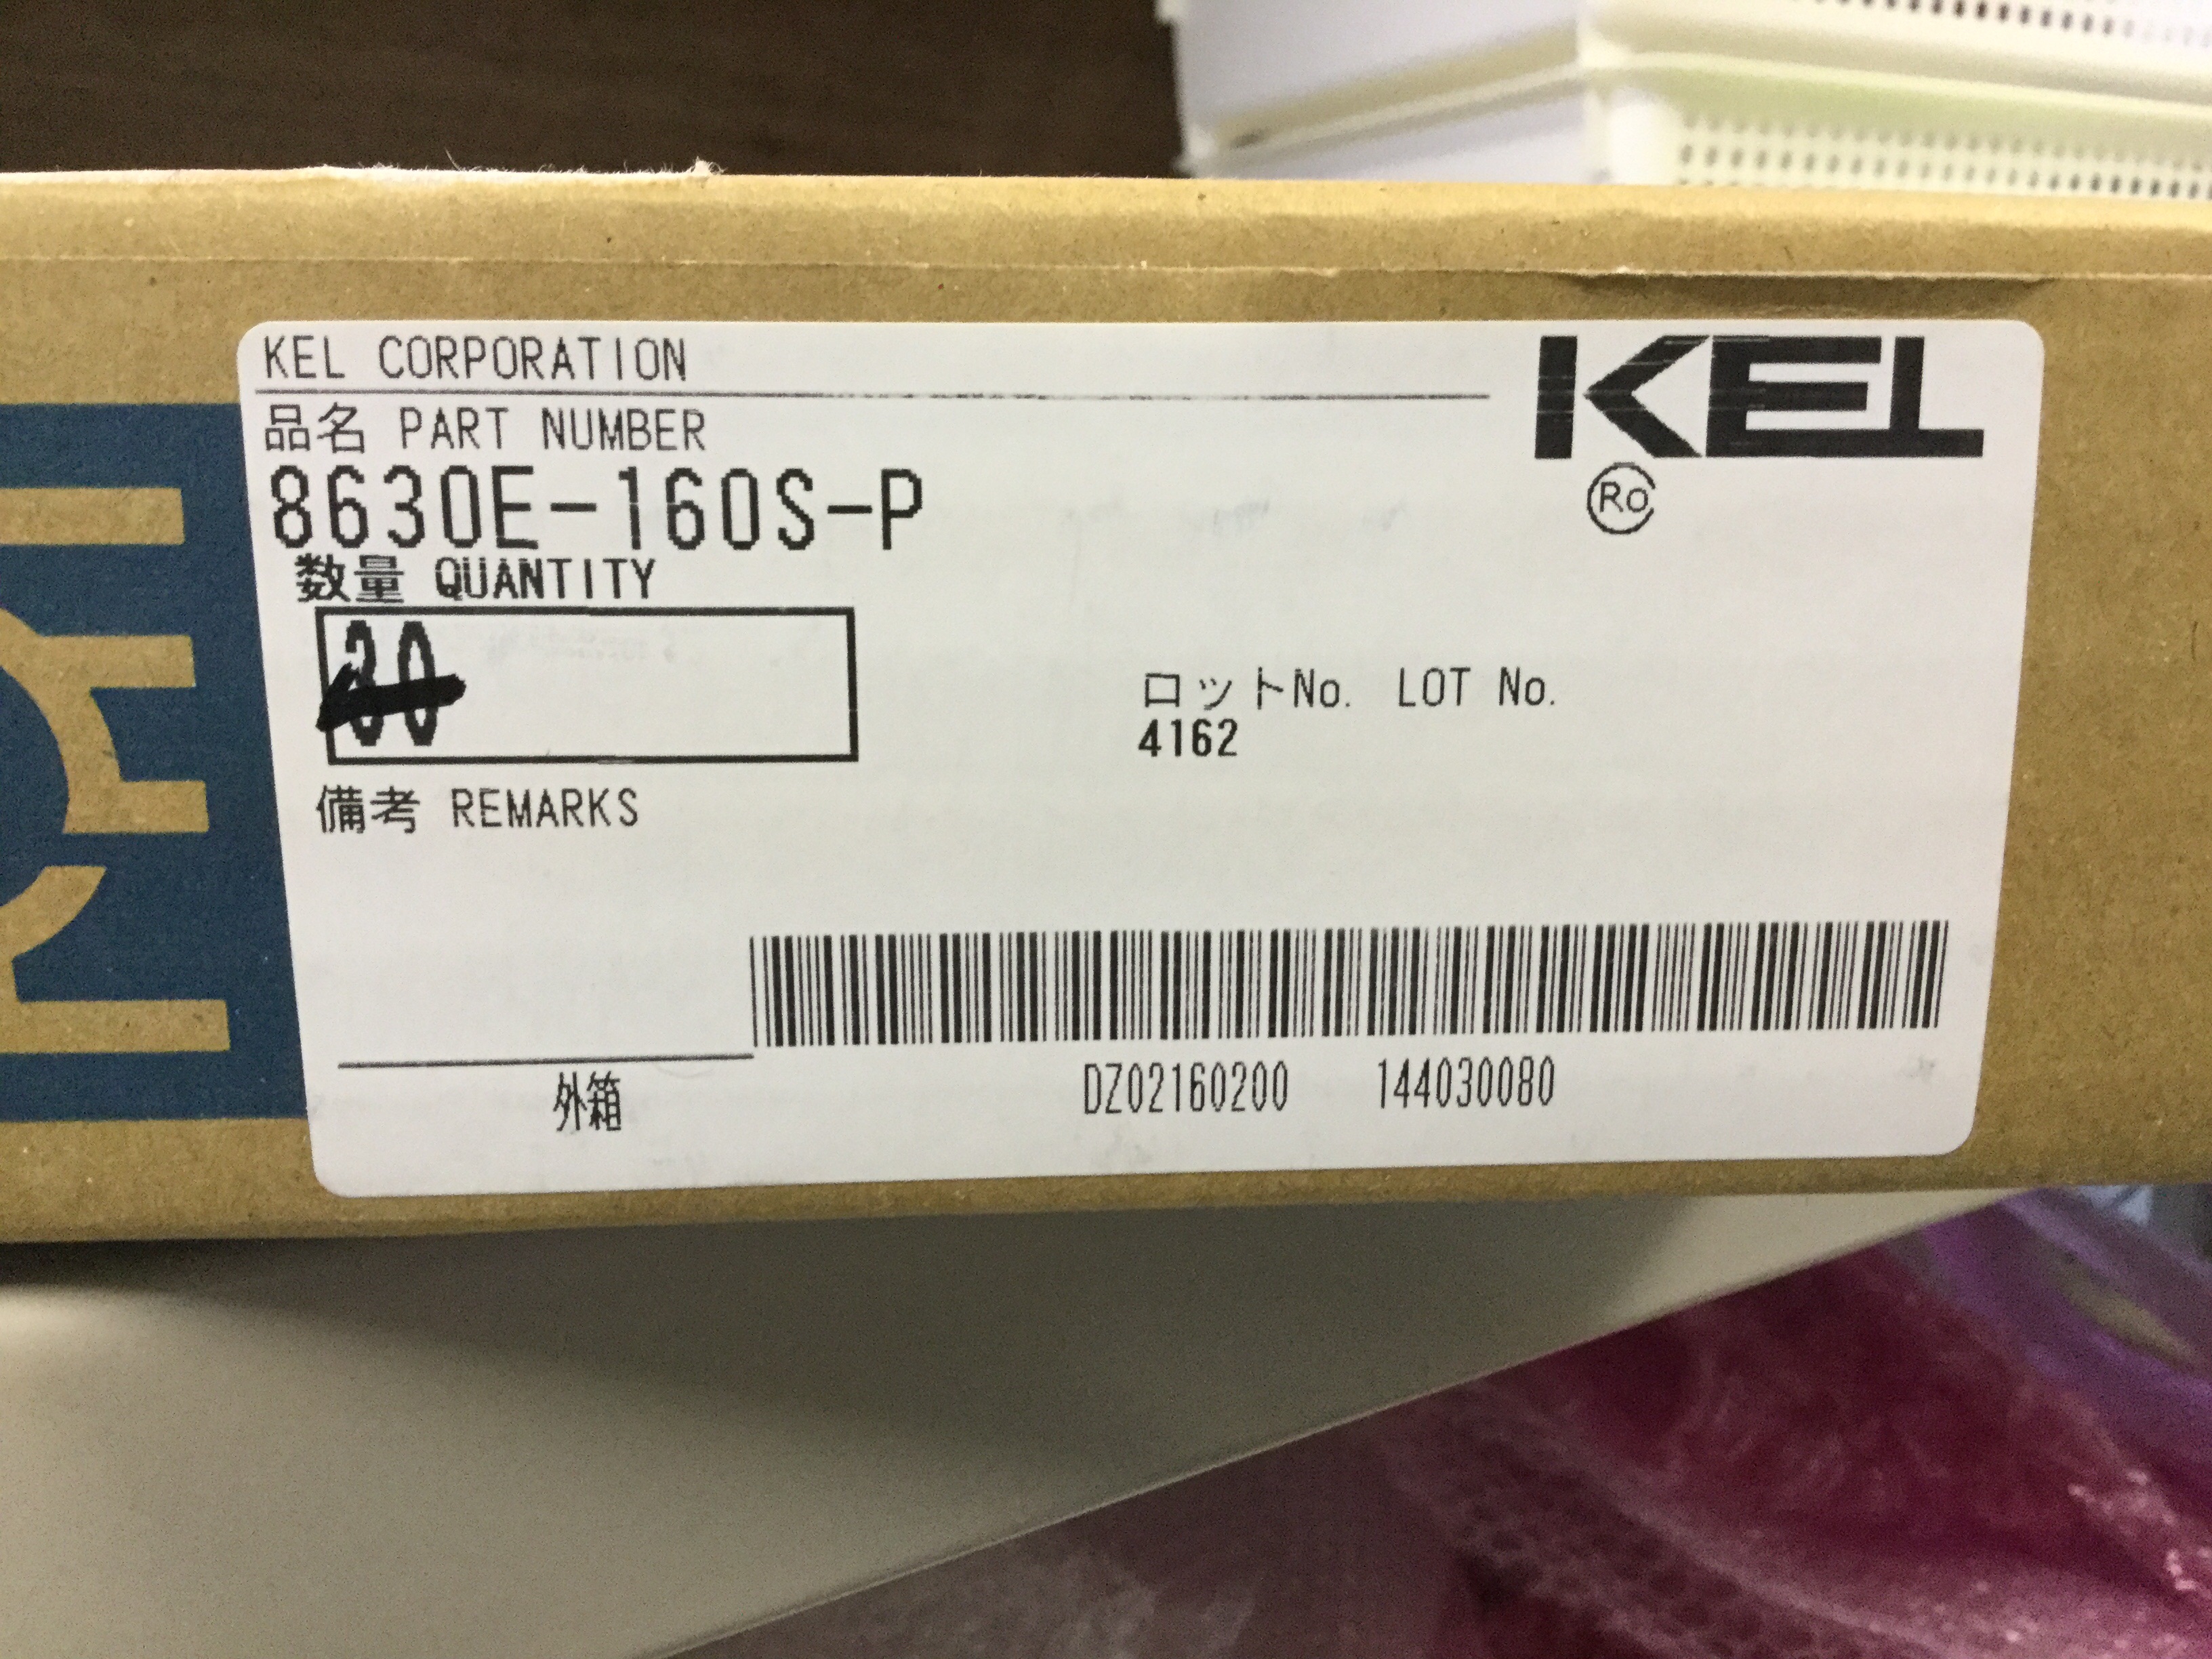 KEL CORPORATION
KEL
品名 PART NUMBER
8630E-160S-P
Ro
数量 QUANTITY
30
ロットNo. LOT No.
4162
備考 REMARKS
外箱
DZ02160200 144030080